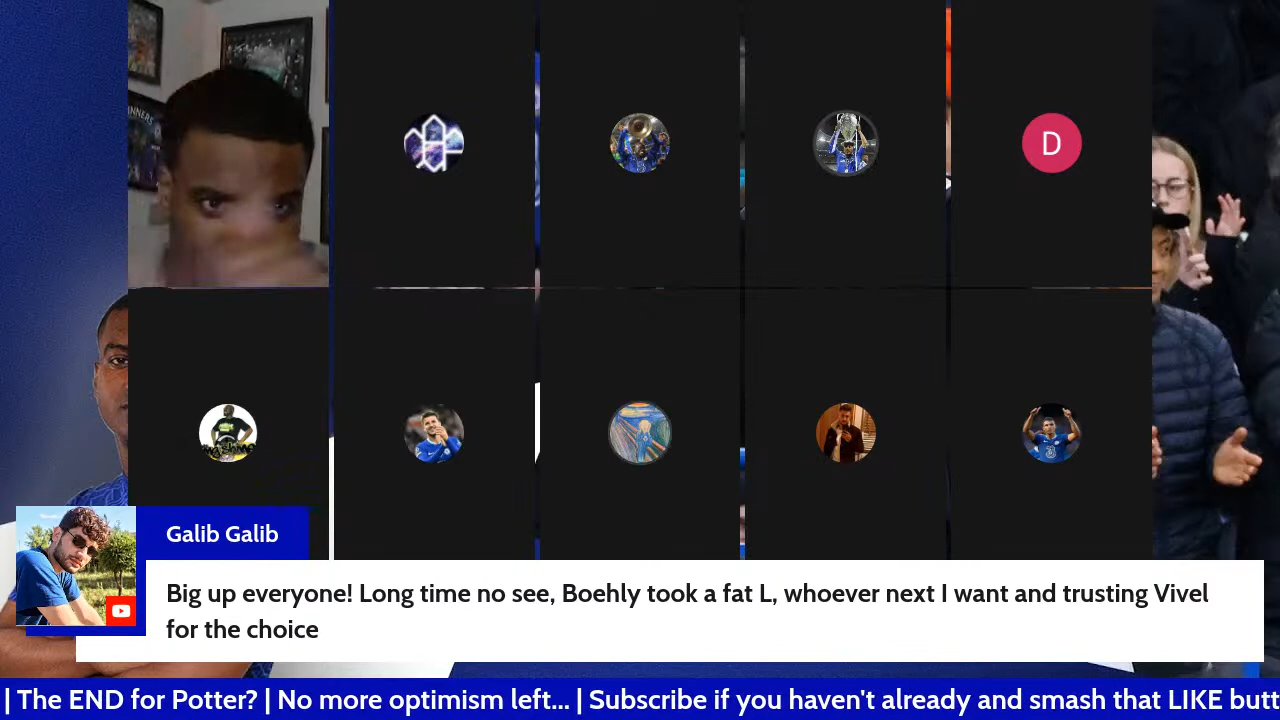 NNERS
D
3
Galib Galib
Big up everyone! Long time no see, Boehly took a fat L, whoever next I want and trusting Vivel
for the choice
| The END for Potter? | No more optimism left... | Subscribe if you haven't already and smash that LIKE butt